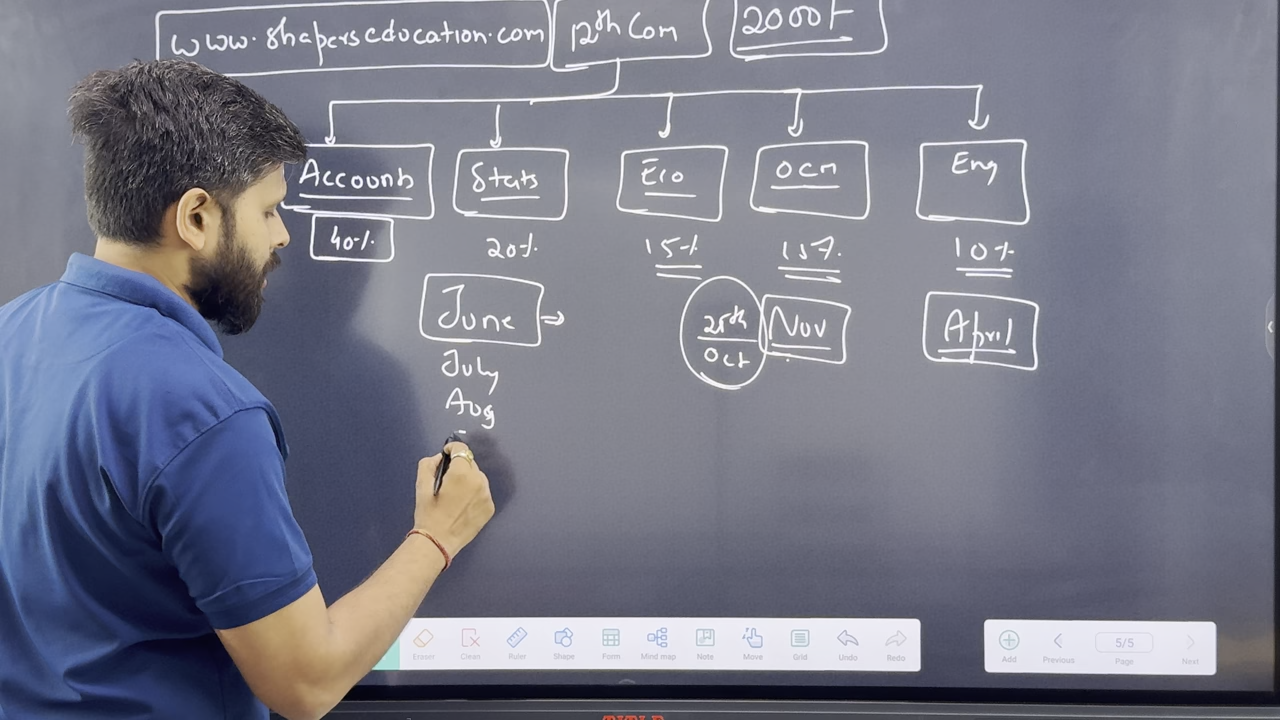 www.shaperseducation.com 12th Com 2000+
Accounts Stats Eco OCM Eng
40% 20% 15% 15% 10%
June ⇒ 25th Oct Nov April
July
Aug
Eraser Clean Ruler Shape Form Mind map Note Move Grid Undo Redo
Add Previous 5/5 Page Next